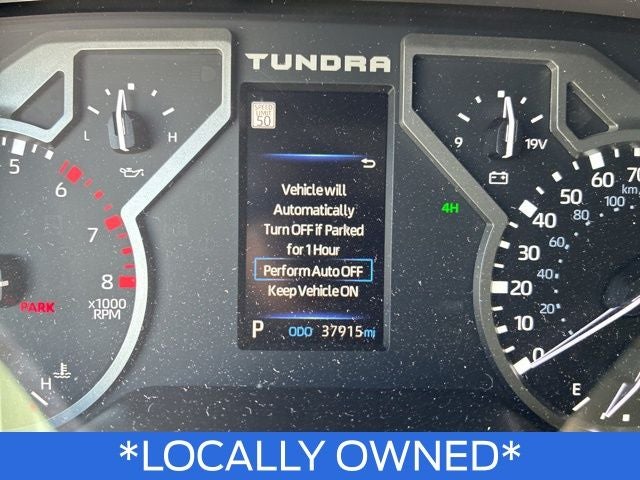 TUNDRA
SPEED
LIMIT
50
L H
9 19V
Vehicle will
Automatically
Turn OFF if Parked
for 1 Hour
Perform Auto OFF
Keep Vehicle ON
P ODO 37915 mi
5
6
7
8
x1000
RPM
PARK
H
4H
0
20
30
40
50
60
70
20
40
60
80
100
km/
E
*LOCALLY OWNED*